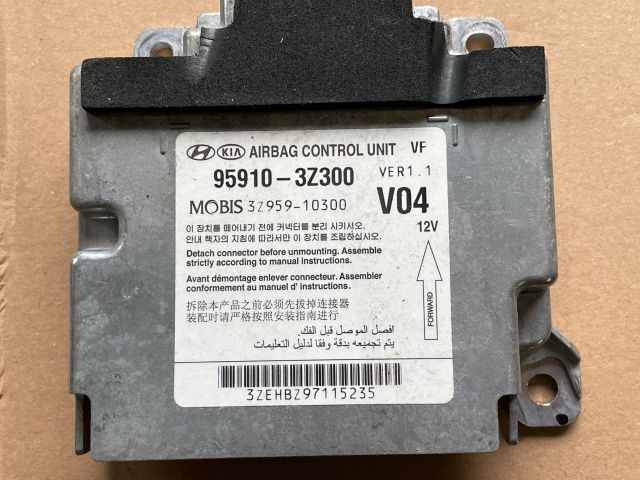 HYUNDAI KIA AIRBAG CONTROL UNIT VF
95910-3Z300 VER1.1
MOBIS 3Z959-10300 V04
12V
이 장치를 떼어내기 전에 커넥터를 분리 시키시오.
안내 책자의 지침에 따라서만 이 장치를 조립하십시오.
Detach connector before unmounting. Assemble
strictly according to manual instructions.
Avant démontage enlever connecteur. Assembler
conformement au manuel d' instructions.
FORWARD
拆除本产品之前必须先拔掉连接器
装配时请严格按照安装指南进行
افصل الموصل قبل الفك.
يتم تجميعه بدقة وفقا لدليل التعليمات
3ZEHBZ97115235